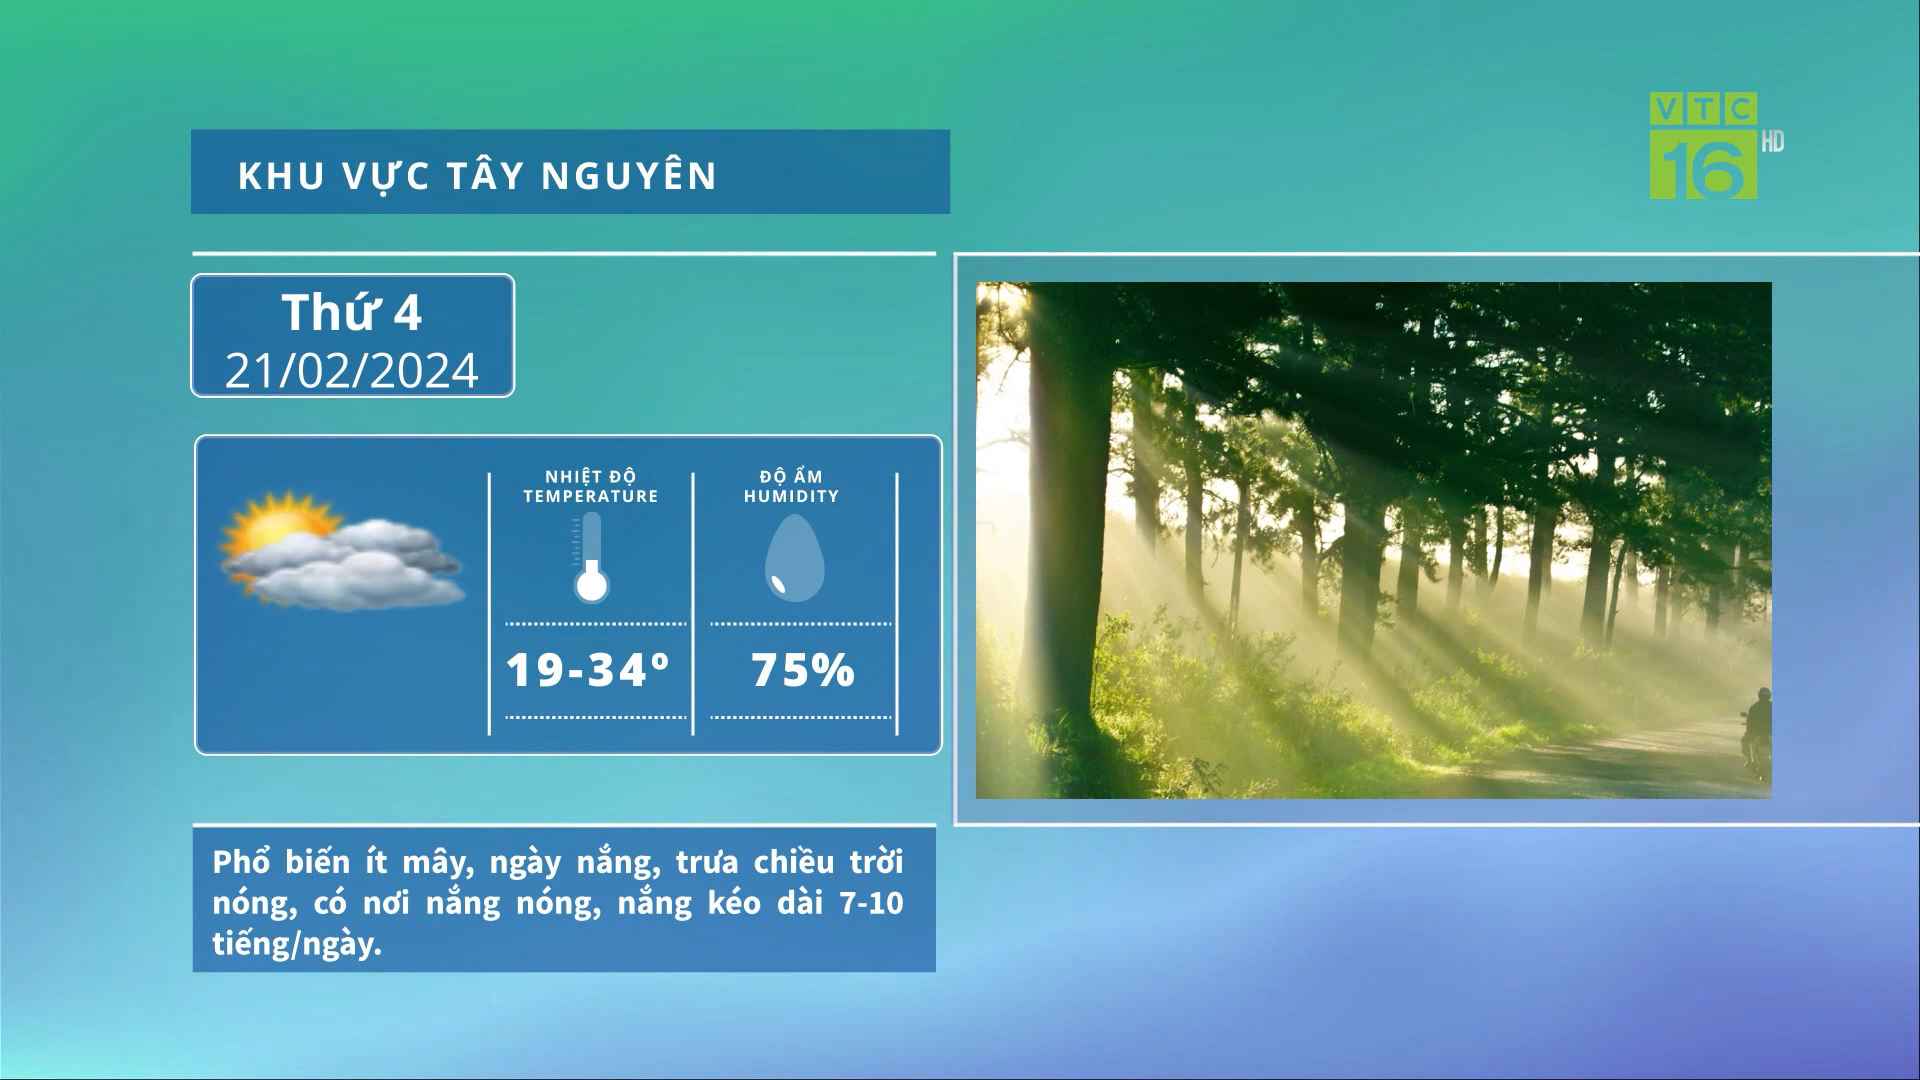 VTC
16 HD
KHU VỰC TÂY NGUYÊN
Thứ 4
21/02/2024
NHIỆT ĐỘ
TEMPERATURE
19-34º
ĐỘ ẨM
HUMIDITY
75%
Phổ biến ít mây, ngày nắng, trưa chiều trời
nóng, có nơi nắng nóng, nắng kéo dài 7-10
tiếng/ngày.